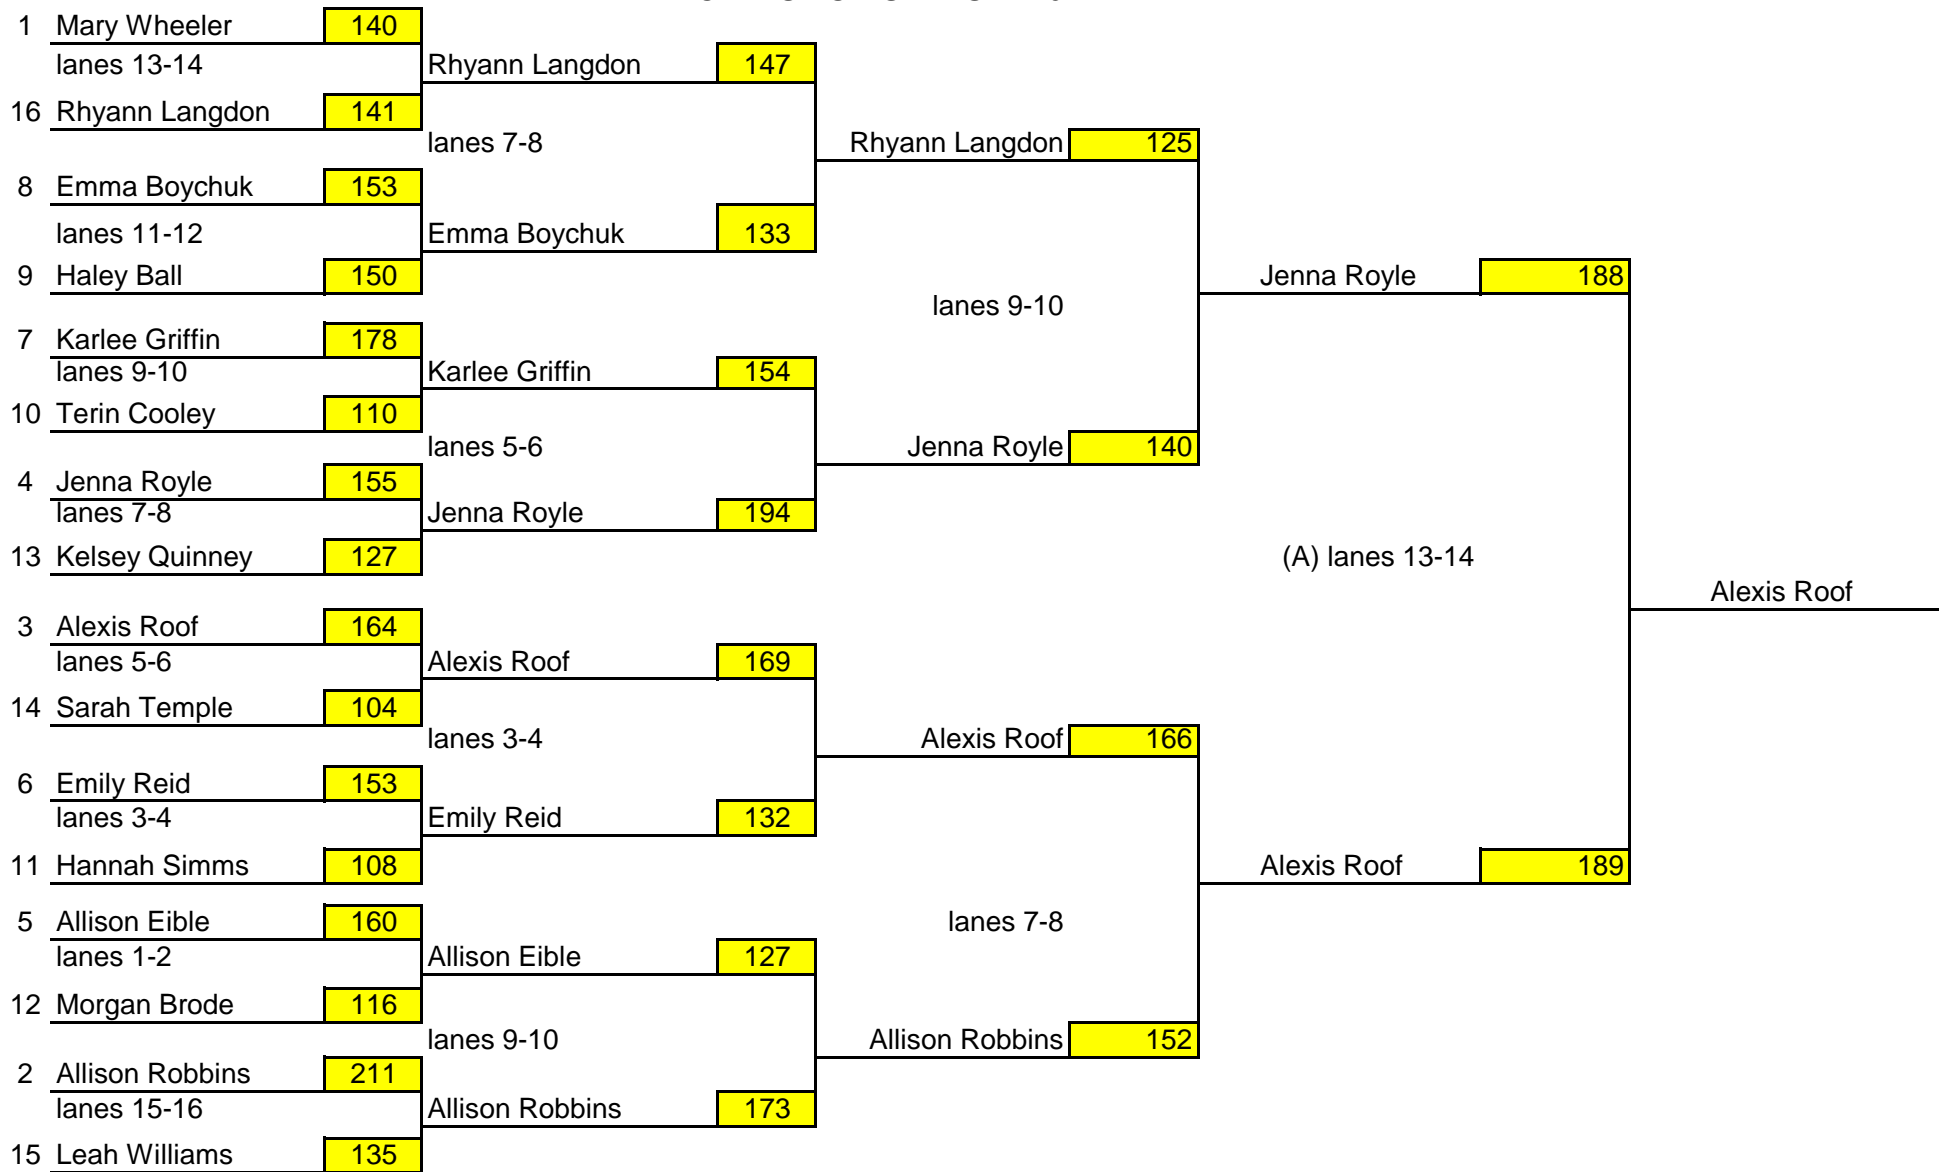 1 Mary Wheeler 140
lanes 13-14 Rhyann Langdon 147
16 Rhyann Langdon 141
lanes 7-8 Rhyann Langdon 125
8 Emma Boychuk 153
lanes 11-12 Emma Boychuk 133
9 Haley Ball 150 Jenna Royle 188
lanes 9-10
7 Karlee Griffin 178
lanes 9-10 Karlee Griffin 154
10 Terin Cooley 110
lanes 5-6 Jenna Royle 140
4 Jenna Royle 155
lanes 7-8 Jenna Royle 194
13 Kelsey Quinney 127 (A) lanes 13-14
Alexis Roof
3 Alexis Roof 164
lanes 5-6 Alexis Roof 169
14 Sarah Temple 104
lanes 3-4 Alexis Roof 166
6 Emily Reid 153
lanes 3-4 Emily Reid 132
11 Hannah Simms 108 Alexis Roof 189
5 Allison Eible 160 lanes 7-8
lanes 1-2 Allison Eible 127
12 Morgan Brode 116
lanes 9-10 Allison Robbins 152
2 Allison Robbins 211
lanes 15-16 Allison Robbins 173
15 Leah Williams 135